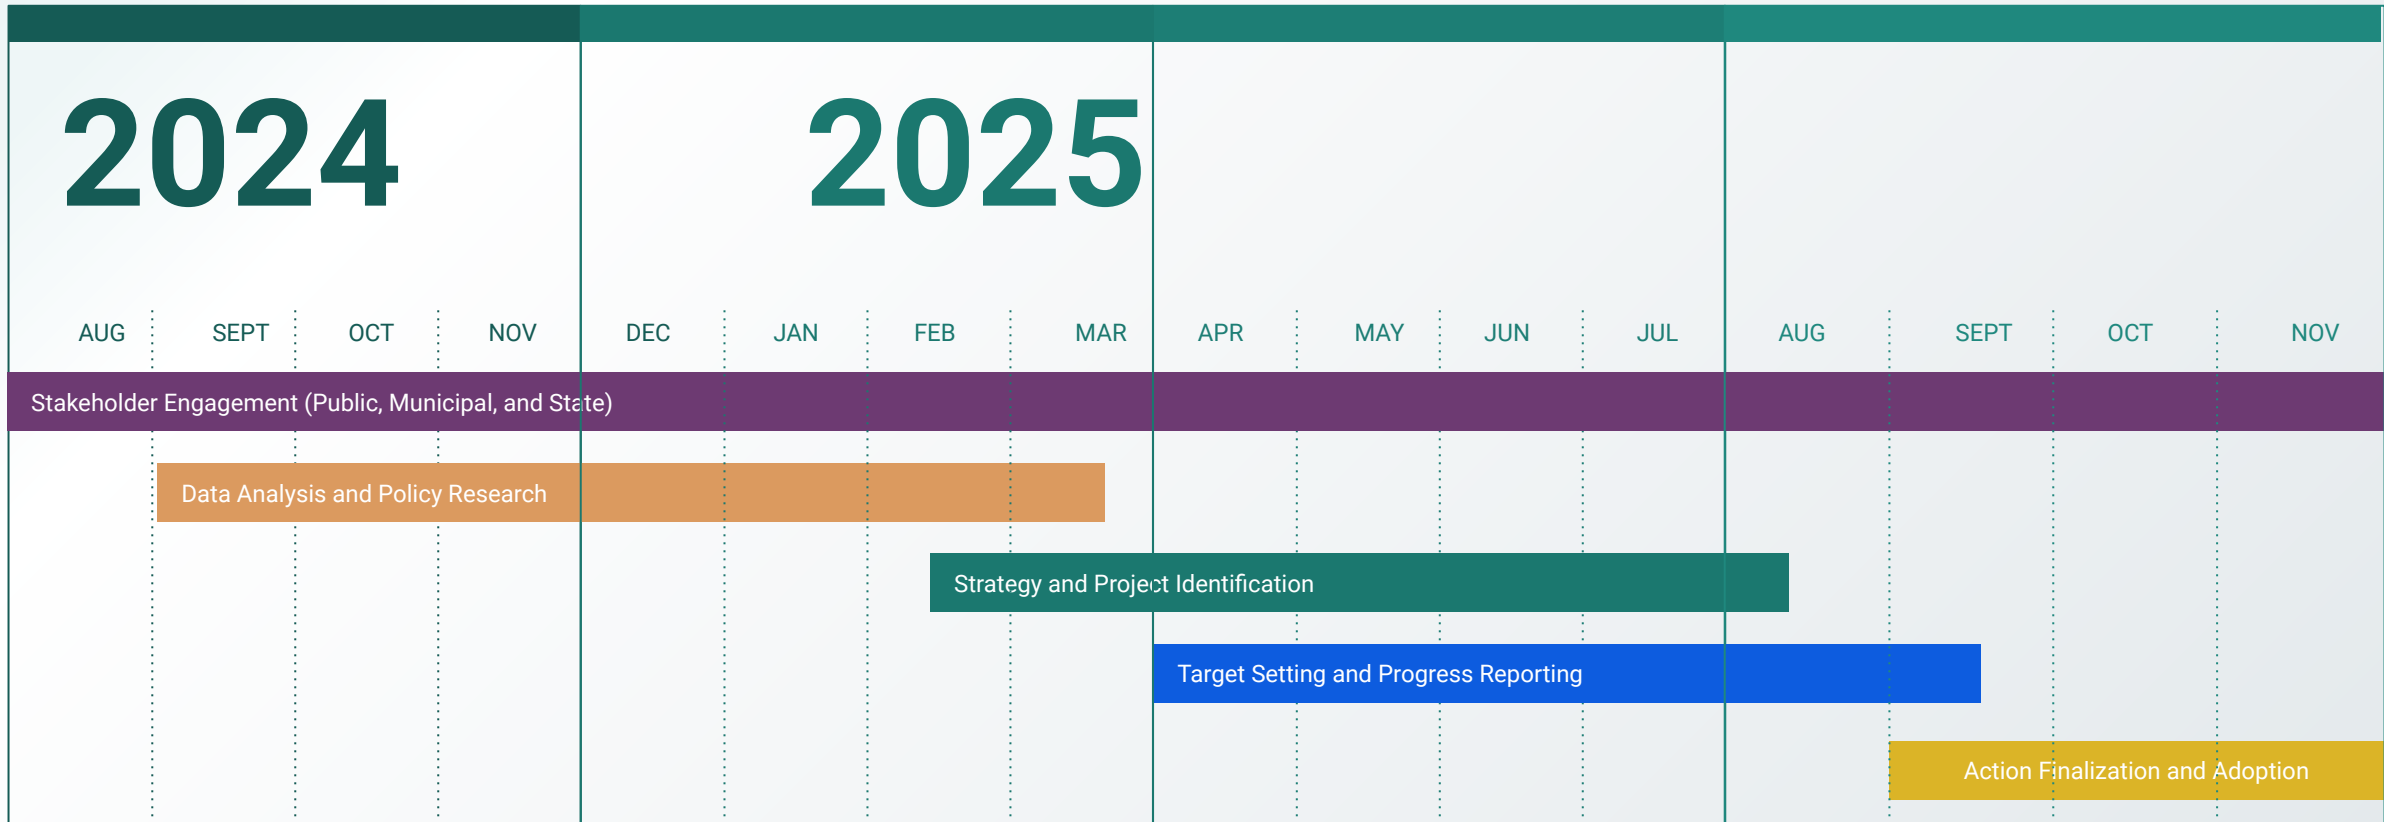 2024 2025
AUG SEPT OCT NOV DEC JAN FEB MAR APR MAY JUN JUL AUG SEPT OCT NOV
Stakeholder Engagement (Public, Municipal, and State)
Data Analysis and Policy Research
Strategy and Project Identification
Target Setting and Progress Reporting
Action Finalization and Adoption